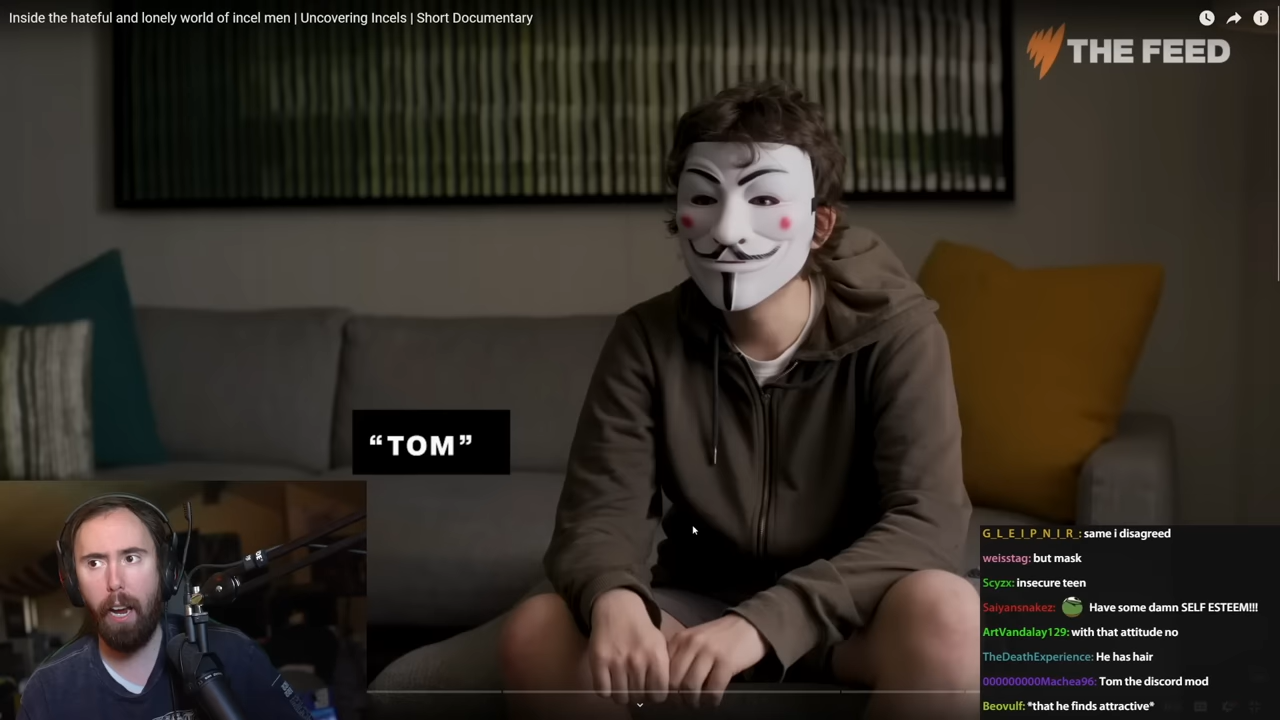 Inside the hateful and lonely world of incel men | Uncovering Incels | Short Documentary
THE FEED
“TOM”
G_L_E_I_P_N_I_R_: same i disagreed
weisstag: but mask
Scyzx: insecure teen
Saiyansnakez: Have some damn SELF ESTEEM!!!
ArtVandalay129: with that attitude no
TheDeathExperience: He has hair
000000000Machea96: Tom the discord mod
Beovulf: *that he finds attractive*